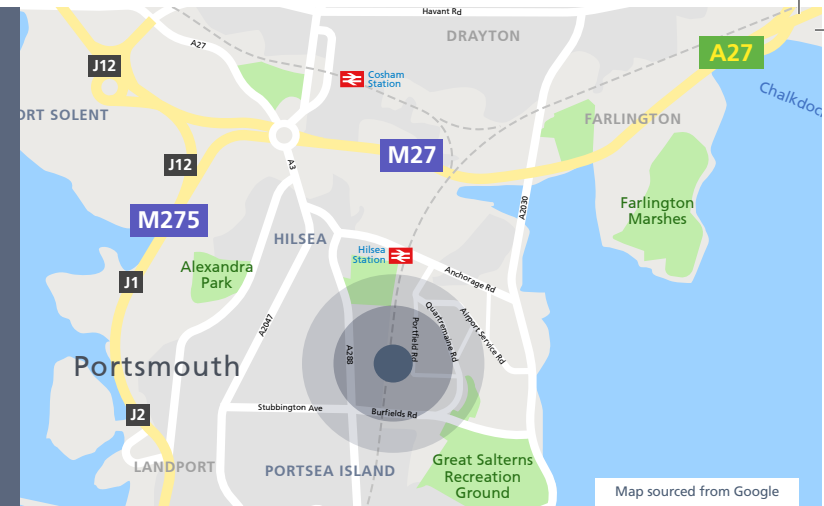 Havant Rd
DRAYTON
A27
A27
J12
Cosham
Station
Chalkdoc
ORT SOLENT
FARLINGTON
M27
J12
A3
A2030
Farlington
Marshes
M275
HILSEA
Hilsea
Station
Alexandra
Park
Anchorage Rd
J1
Quartremaine Rd
Airport Service Rd
Portfield Rd
A2047
A288
Portsmouth
Stubbington Ave
Burfields Rd
J2
LANDPORT
PORTSEA ISLAND
Great Salterns
Recreation
Ground
Map sourced from Google